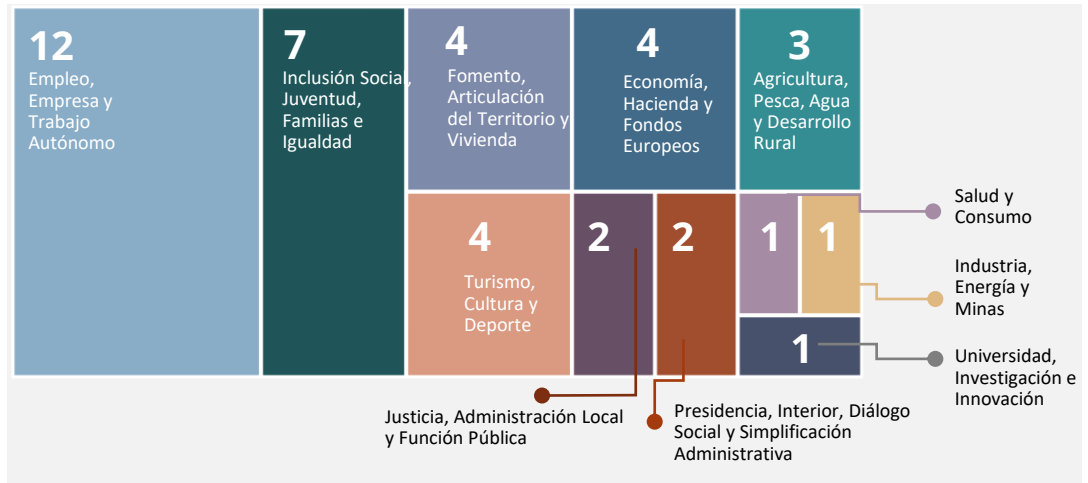 12
Empleo,
Empresa y
Trabajo
Autónomo
7
Inclusión Social,
Juventud,
Familias e
Igualdad
4
Fomento,
Articulación
del Territorio y
Vivienda
4
Economía,
Hacienda y
Fondos
Europeos
3
Agricultura,
Pesca, Agua
y Desarrollo
Rural
4
Turismo,
Cultura y
Deporte
2
2
1
1
1
Salud y
Consumo
Industria,
Energía y
Minas
Universidad,
Investigación e
Innovación
Justicia, Administración Local
y Función Pública
Presidencia, Interior, Diálogo
Social y Simplificación
Administrativa